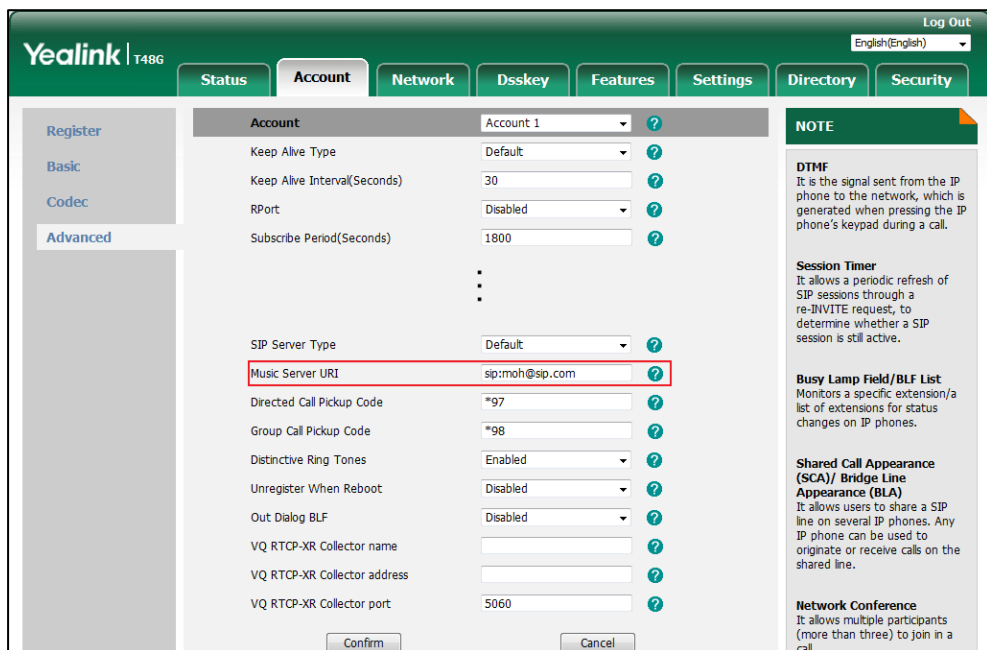 Log Out
Yealink | T48G
English(English)
Status Account Network Dsskey Features Settings Directory Security
Register
Basic
Codec
Advanced
Account Account 1
Keep Alive Type Default
Keep Alive Interval(Seconds) 30
RPort Disabled
Subscribe Period(Seconds) 1800
SIP Server Type Default
Music Server URI sip:moh@sip.com
Directed Call Pickup Code *97
Group Call Pickup Code *98
Distinctive Ring Tones Enabled
Unregister When Reboot Disabled
Out Dialog BLF Disabled
VQ RTCP-XR Collector name
VQ RTCP-XR Collector address
VQ RTCP-XR Collector port 5060
Confirm Cancel
NOTE
DTMF
It is the signal sent from the IP
phone to the network, which is
generated when pressing the IP
phone's keypad during a call.
Session Timer
It allows a periodic refresh of
SIP sessions through a
re-INVITE request, to
determine whether a SIP
session is still active.
Busy Lamp Field/BLF List
Monitors a specific extension/a
list of extensions for status
changes on IP phones.
Shared Call Appearance
(SCA)/ Bridge Line
Appearance (BLA)
It allows users to share a SIP
line on several IP phones. Any
IP phone can be used to
originate or receive calls on the
shared line.
Network Conference
It allows multiple participants
(more than three) to join in a
call.